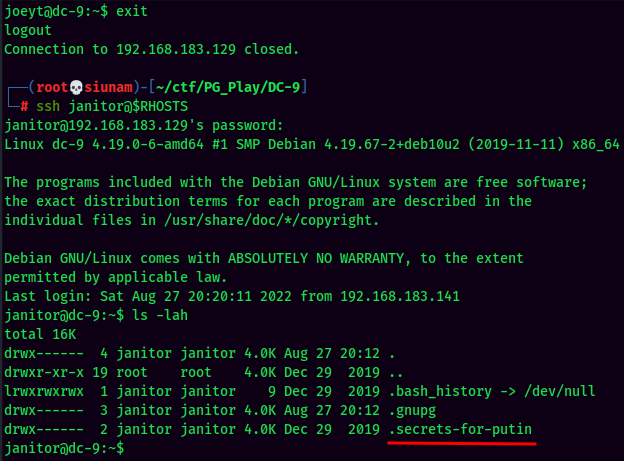 joeyt@dc-9:~$ exit
logout
Connection to 192.168.183.129 closed.
┌──(root💀siunam)-[~/ctf/PG_Play/DC-9]
└─# ssh janitor@$RHOSTS
janitor@192.168.183.129's password:
Linux dc-9 4.19.0-6-amd64 #1 SMP Debian 4.19.67-2+deb10u2 (2019-11-11) x86_64
The programs included with the Debian GNU/Linux system are free software;
the exact distribution terms for each program are described in the
individual files in /usr/share/doc/*/copyright.
Debian GNU/Linux comes with ABSOLUTELY NO WARRANTY, to the extent
permitted by applicable law.
Last login: Sat Aug 27 20:20:11 2022 from 192.168.183.141
janitor@dc-9:~$ ls -lah
total 16K
drwx------  4 janitor janitor 4.0K Aug 27 20:12 .
drwxr-xr-x 19 root    root    4.0K Dec 29  2019 ..
lrwxrwxrwx  1 janitor janitor    9 Dec 29  2019 .bash_history -> /dev/null
drwx------  3 janitor janitor 4.0K Aug 27 20:12 .gnupg
drwx------  2 janitor janitor 4.0K Dec 29  2019 .secrets-for-putin
janitor@dc-9:~$